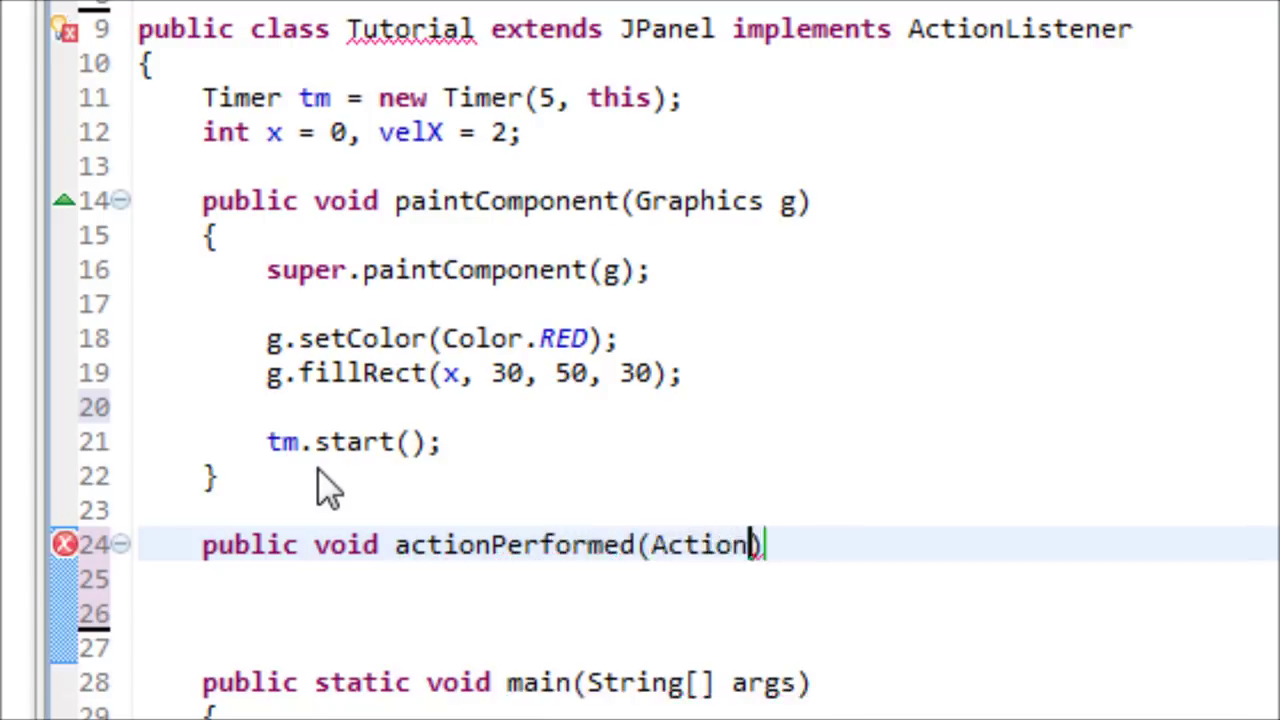 9 public class Tutorial extends JPanel implements ActionListener
10 {
11 Timer tm = new Timer(5, this);
12 int x = 0, velX = 2;
13
14 public void paintComponent(Graphics g)
15 {
16 super.paintComponent(g);
17
18 g.setColor(Color.RED);
19 g.fillRect(x, 30, 50, 30);
20
21 tm.start();
22 }
23
24 public void actionPerformed(Action)
25
26
27
28 public static void main(String[] args)
29 {